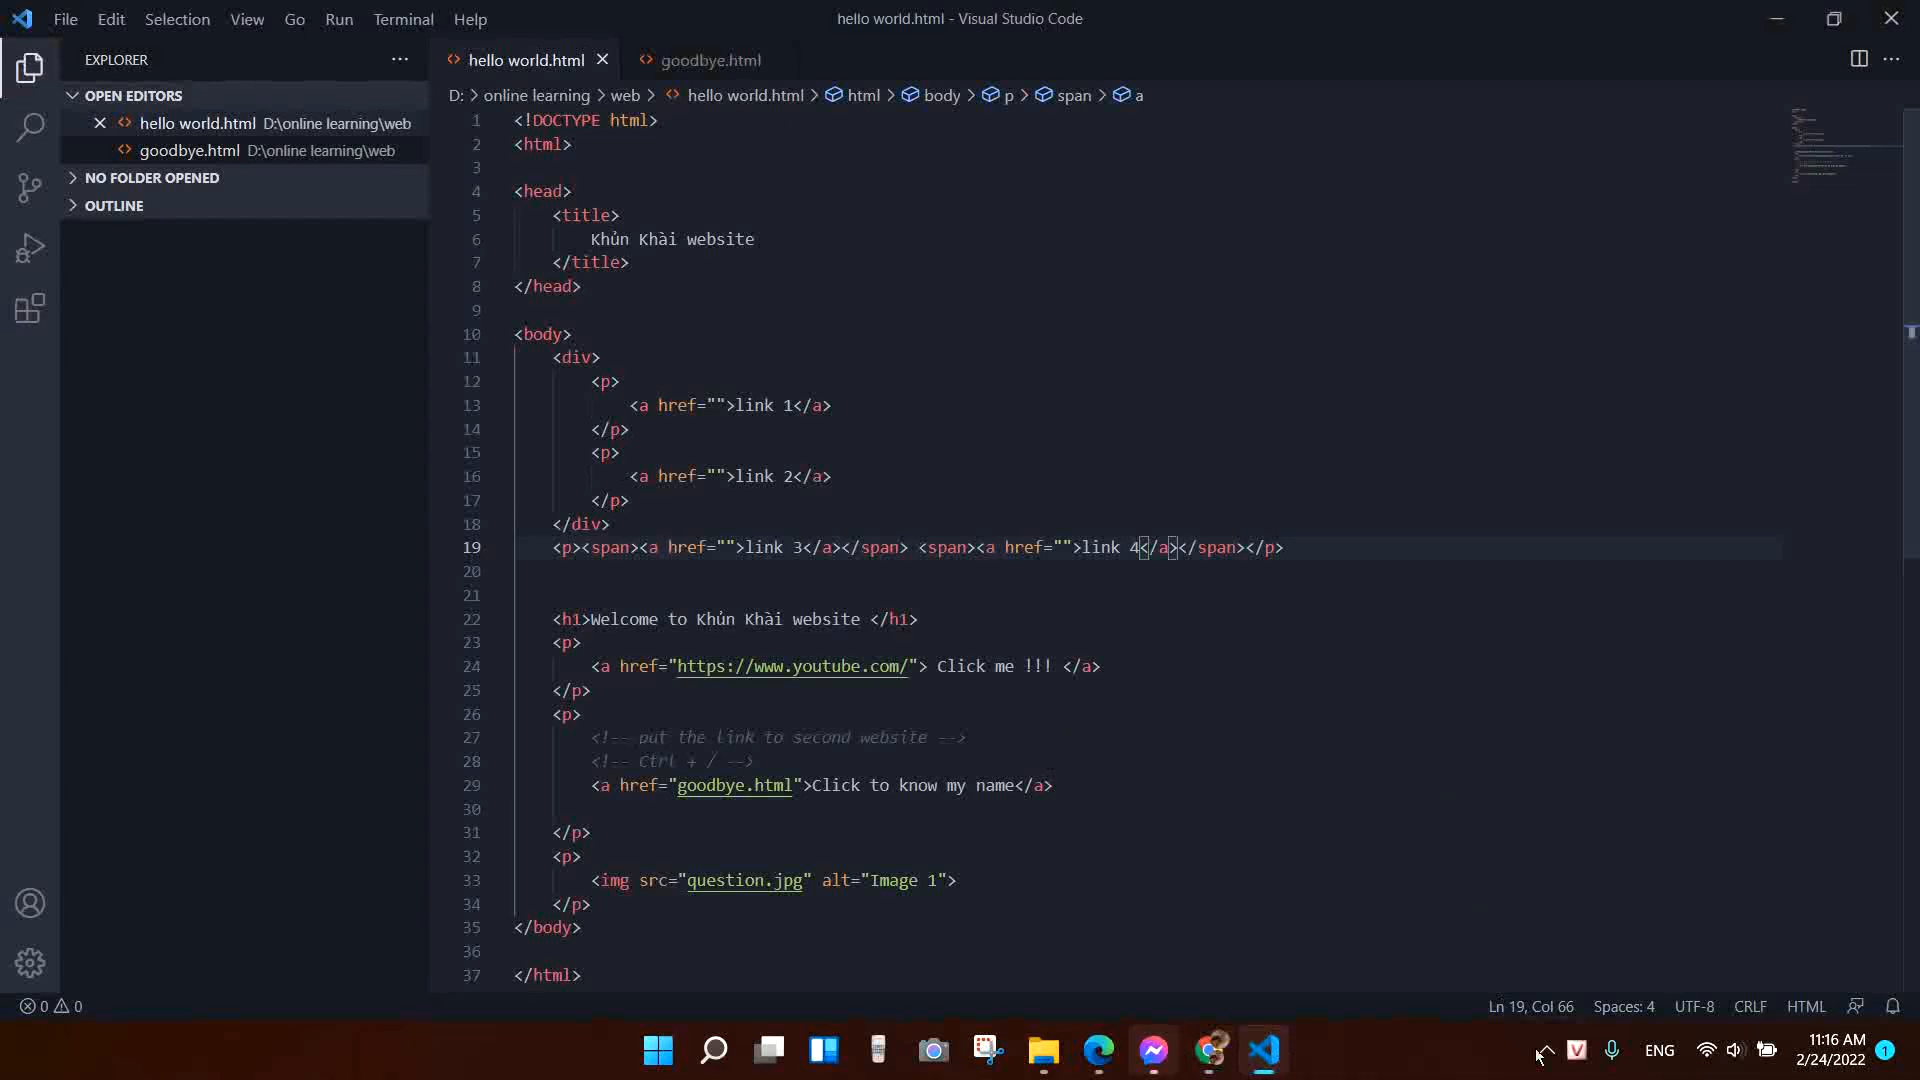 File Edit Selection View Go Run Terminal Help
hello world.html - Visual Studio Code
EXPLORER
OPEN EDITORS
hello world.html D:\online learning\web
goodbye.html D:\online learning\web
NO FOLDER OPENED
OUTLINE
hello world.html goodbye.html
D: > online learning > web > hello world.html > html > body > p > span > a
1 <!DOCTYPE html>
2 <html>
3
4 <head>
5 <title>
6 Khủn Khài website
7 </title>
8 </head>
9
10 <body>
11 <div>
12 <p>
13 <a href="">link 1</a>
14 </p>
15 <p>
16 <a href="">link 2</a>
17 </p>
18 </div>
19 <p><span><a href="">link 3</a></span> <span><a href="">link 4</a></span></p>
20
21
22 <h1>Welcome to Khủn Khài website </h1>
23 <p>
24 <a href="https://www.youtube.com/"> Click me !!! </a>
25 </p>
26 <p>
27 <!-- put the link to second website -->
28 <!-- Ctrl + / -->
29 <a href="goodbye.html">Click to know my name</a>
30
31 </p>
32 <p>
33 <img src="question.jpg" alt="Image 1">
34 </p>
35 </body>
36
37 </html>
0 0
Ln 19, Col 66 Spaces: 4 UTF-8 CRLF HTML
V ENG
11:16 AM
2/24/2022
1